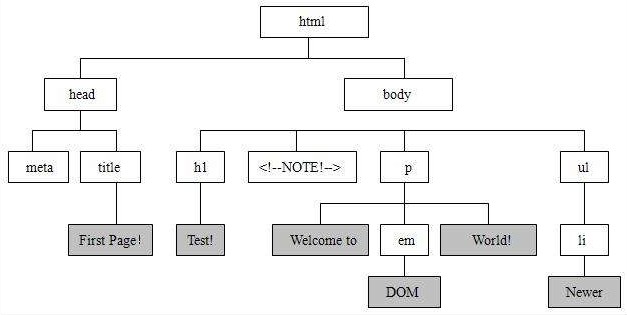 html
head
body
meta
title
h1
<!--NOTE!-->
p
ul
First Page!
Test!
Welcome to
em
World!
li
DOM
Newer